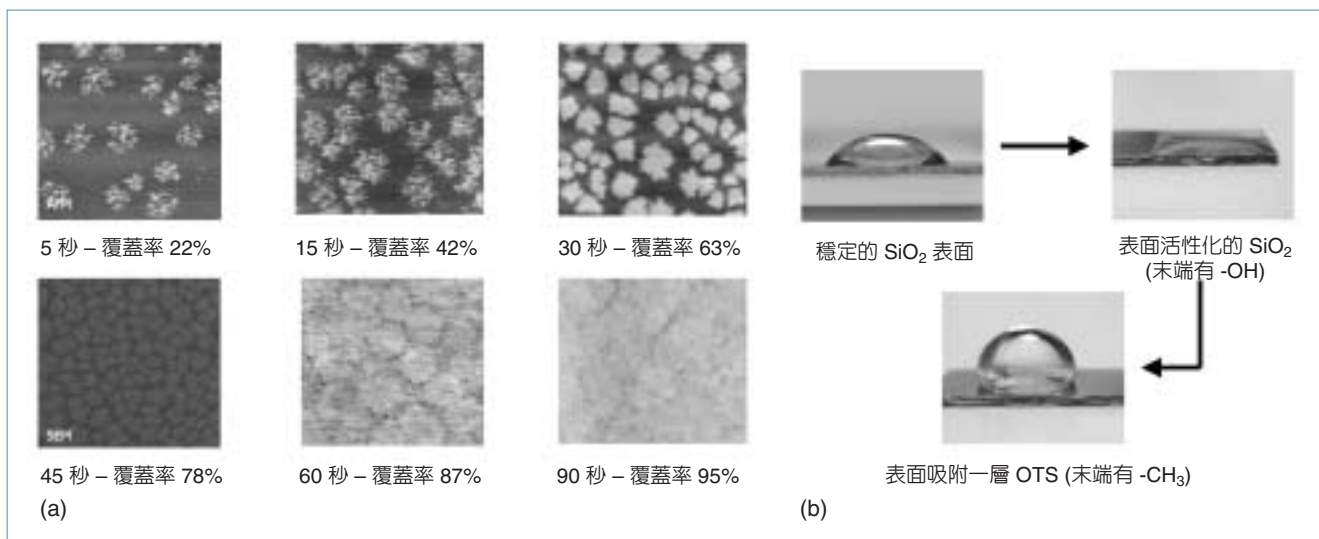 AFM
5 秒 – 覆蓋率 22%
15 秒 – 覆蓋率 42%
30 秒 – 覆蓋率 63%
SEM
45 秒 – 覆蓋率 78%
60 秒 – 覆蓋率 87%
90 秒 – 覆蓋率 95%
(a)
穩定的 SiO₂ 表面
表面活性化的 SiO₂
(末端有 -OH)
表面吸附一層 OTS (末端有 -CH₃)
(b)